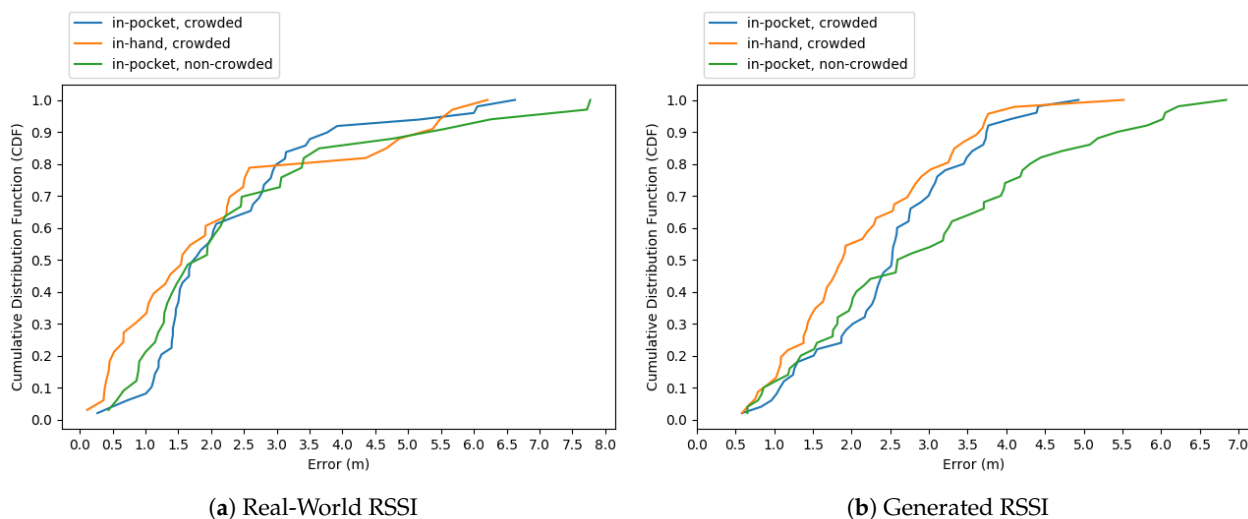 in-pocket, crowded
in-hand, crowded
in-pocket, non-crowded
1.0
0.9
0.8
0.7
0.6
0.5
0.4
0.3
0.2
0.1
0.0
Cumulative Distribution Function (CDF)
0.0 0.5 1.0 1.5 2.0 2.5 3.0 3.5 4.0 4.5 5.0 5.5 6.0 6.5 7.0 7.5 8.0
Error (m)
(a) Real-World RSSI
in-pocket, crowded
in-hand, crowded
in-pocket, non-crowded
1.0
0.9
0.8
0.7
0.6
0.5
0.4
0.3
0.2
0.1
0.0
Cumulative Distribution Function (CDF)
0.0 0.5 1.0 1.5 2.0 2.5 3.0 3.5 4.0 4.5 5.0 5.5 6.0 6.5 7.0
Error (m)
(b) Generated RSSI